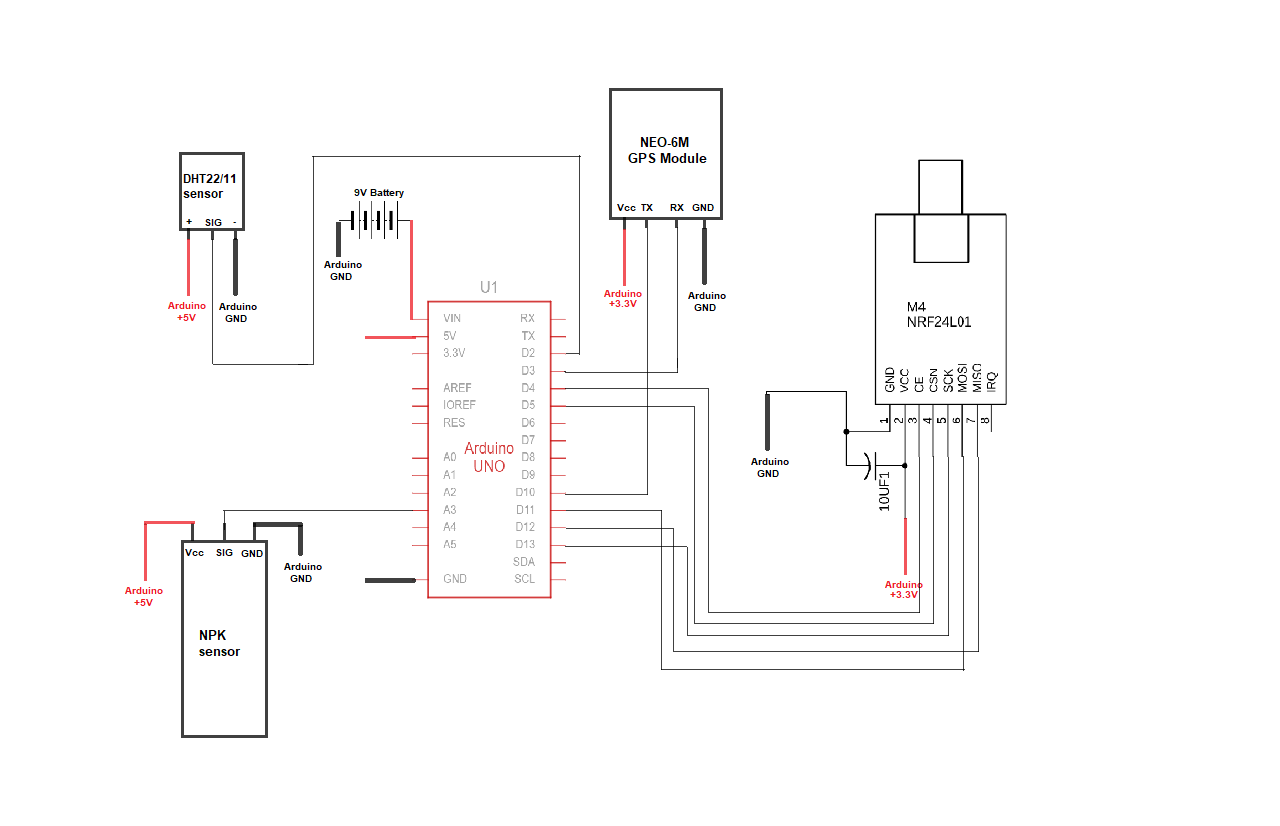 NEO-6M
GPS Module
Vcc TX RX GND
Arduino
+3.3V
Arduino
GND
DHT22/11
sensor
+ SIG -
Arduino
+5V
Arduino
GND
9V Battery
Arduino
GND
U1
VIN RX
5V TX
3.3V D2
D3
AREF D4
IOREF D5
RES D6
D7
Arduino
UNO
A0 D8
A1 D9
A2 D10
A3 D11
A4 D12
A5 D13
SDA
GND SCL
M4
NRF24L01
GND VCC CE CSN SCK MOSI MISO IRQ
1 2 3 4 5 6 7 8
Arduino
GND
10UF1
Arduino
+3.3V
Vcc SIG GND
Arduino
+5V
Arduino
GND
NPK
sensor